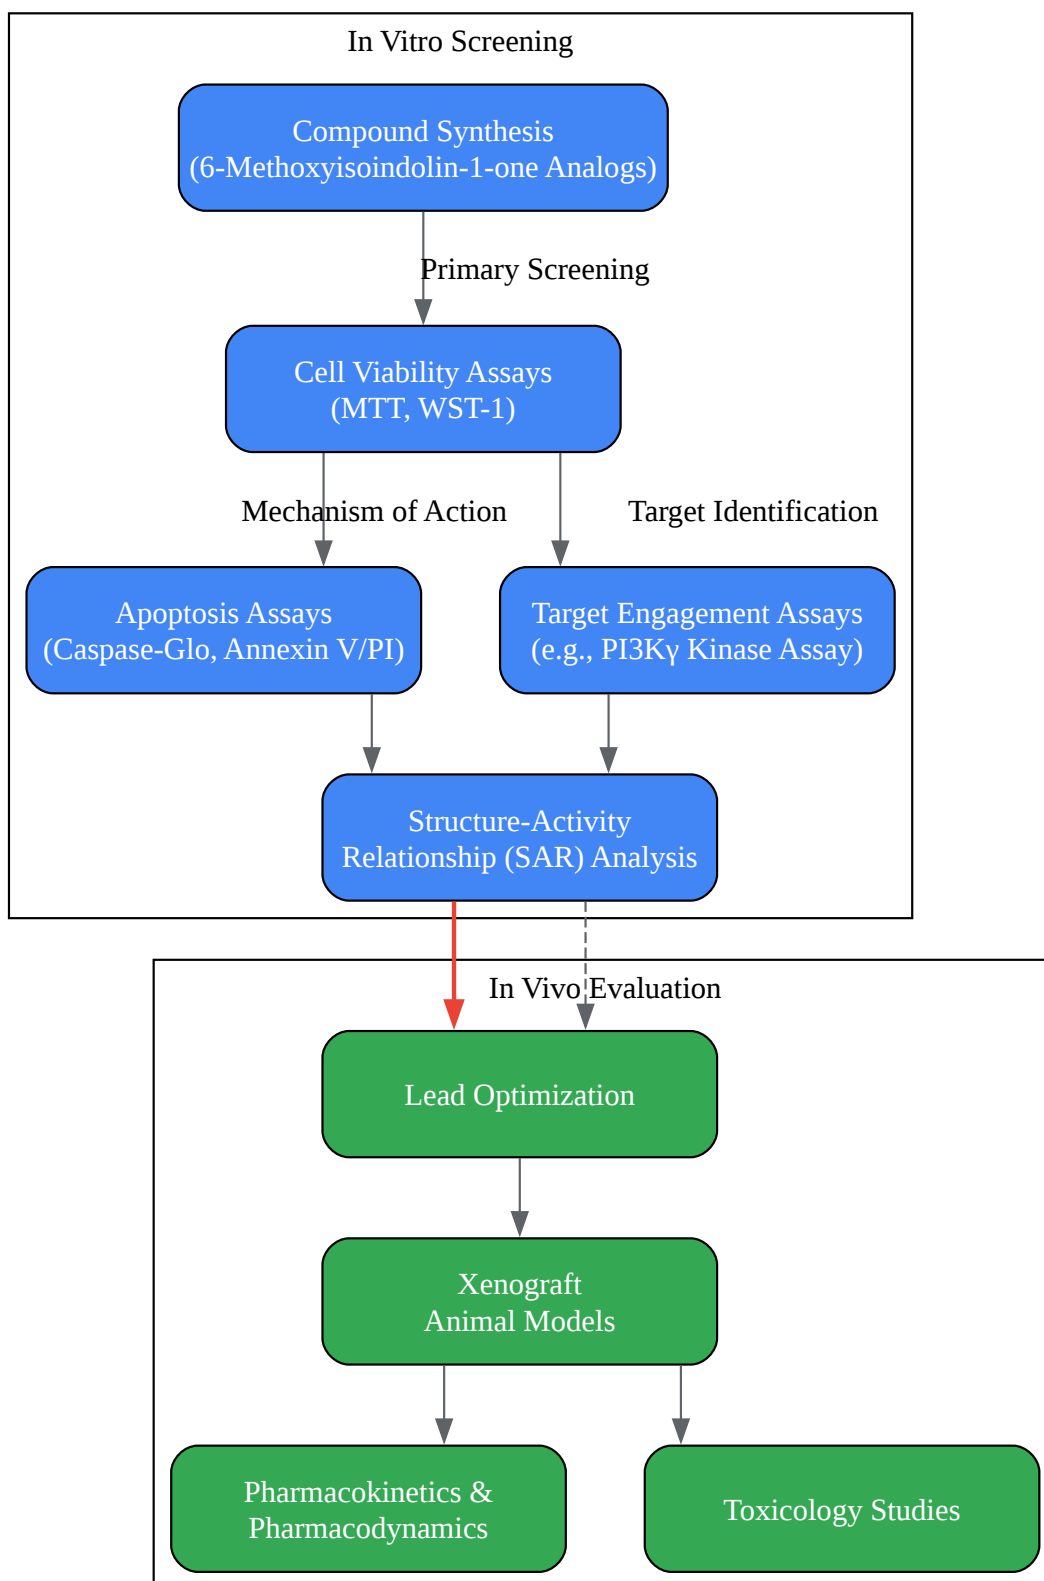 In Vitro Screening
Compound Synthesis
(6-Methoxyisoindolin-1-one Analogs)
Primary Screening
Cell Viability Assays
(MTT, WST-1)
Mechanism of Action
Target Identification
Apoptosis Assays
(Caspase-Glo, Annexin V/PI)
Target Engagement Assays
(e.g., PI3Kγ Kinase Assay)
Structure-Activity
Relationship (SAR) Analysis
In Vivo Evaluation
Lead Optimization
Xenograft
Animal Models
Pharmacokinetics &
Pharmacodynamics
Toxicology Studies